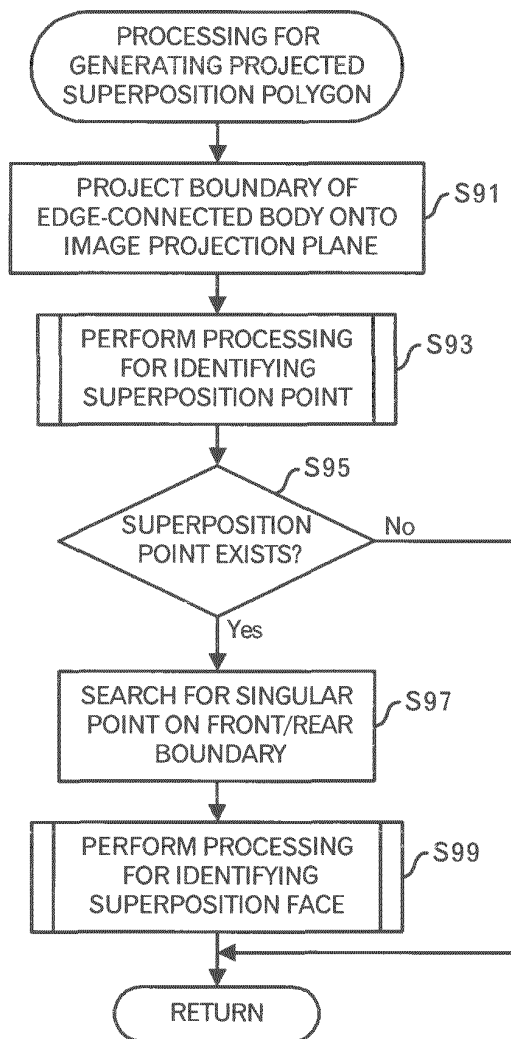 PROCESSING FOR
GENERATING PROJECTED
SUPERPOSITION POLYGON
PROJECT BOUNDARY OF
EDGE-CONNECTED BODY ONTO
IMAGE PROJECTION PLANE
S91
PERFORM PROCESSING
FOR IDENTIFYING
SUPERPOSITION POINT
S93
S95
SUPERPOSITION
POINT EXISTS?
No
Yes
SEARCH FOR SINGULAR
POINT ON FRONT/REAR
BOUNDARY
S97
PERFORM PROCESSING
FOR IDENTIFYING
SUPERPOSITION FACE
S99
RETURN